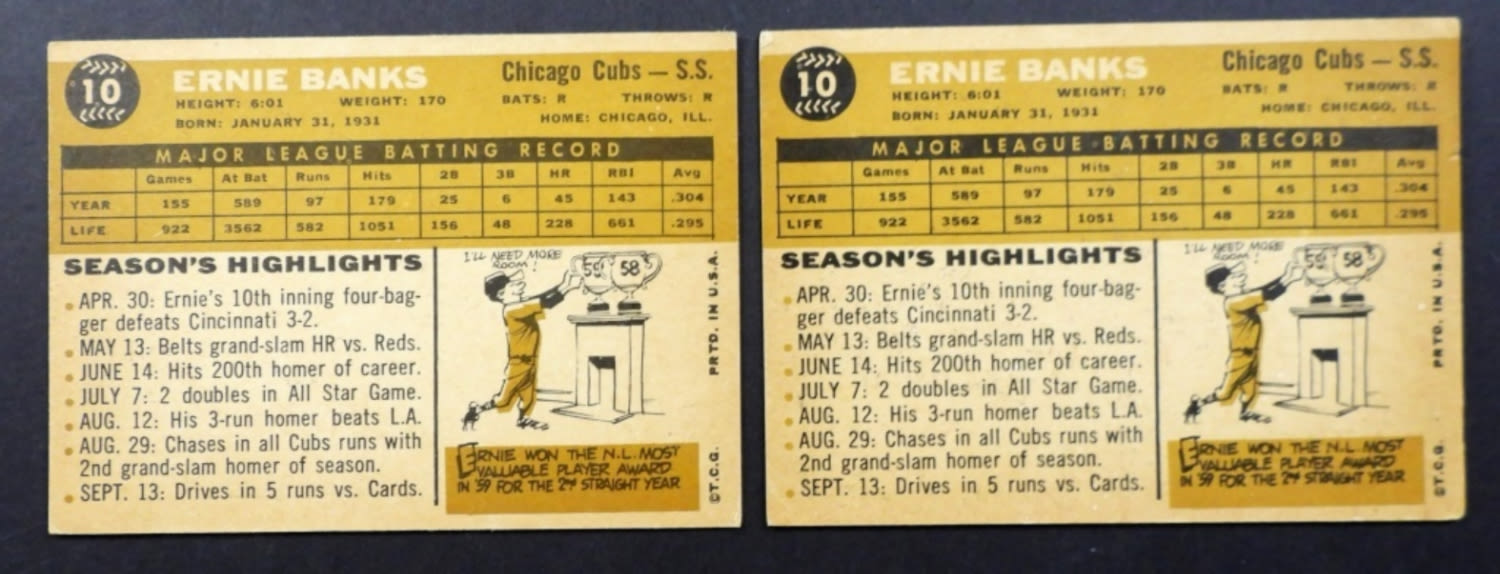 10
ERNIE BANKS
Chicago Cubs — S.S.
HEIGHT: 6:01 WEIGHT: 170 BATS: R THROWS: R
BORN: JANUARY 31, 1931 HOME: CHICAGO, ILL.
MAJOR LEAGUE BATTING RECORD
Games At Bat Runs Hits 2B 3B HR RBI Avg
YEAR 155 589 97 179 25 6 45 143 .304
LIFE 922 3562 582 1051 156 48 228 661 .295
SEASON'S HIGHLIGHTS
APR. 30: Ernie's 10th inning four-bag-
ger defeats Cincinnati 3-2.
MAY 13: Belts grand-slam HR vs. Reds.
JUNE 14: Hits 200th homer of career.
JULY 7: 2 doubles in All Star Game.
AUG. 12: His 3-run homer beats L.A.
AUG. 29: Chases in all Cubs runs with
2nd grand-slam homer of season.
SEPT. 13: Drives in 5 runs vs. Cards.
I'LL NEED MORE
ROOM!
59 58
ERNIE WON THE N.L. MOST
VALUABLE PLAYER AWARD
IN '59 FOR THE 2nd STRAIGHT YEAR
©T.C.G. PRTD. IN U.S.A.
10
ERNIE BANKS
Chicago Cubs — S.S.
HEIGHT: 6:01 WEIGHT: 170 BATS: R THROWS: R
BORN: JANUARY 31, 1931 HOME: CHICAGO, ILL.
MAJOR LEAGUE BATTING RECORD
Games At Bat Runs Hits 2B 3B HR RBI Avg
YEAR 155 589 97 179 25 6 45 143 .304
LIFE 922 3562 582 1051 156 48 228 661 .295
SEASON'S HIGHLIGHTS
APR. 30: Ernie's 10th inning four-bag-
ger defeats Cincinnati 3-2.
MAY 13: Belts grand-slam HR vs. Reds.
JUNE 14: Hits 200th homer of career.
JULY 7: 2 doubles in All Star Game.
AUG. 12: His 3-run homer beats L.A.
AUG. 29: Chases in all Cubs runs with
2nd grand-slam homer of season.
SEPT. 13: Drives in 5 runs vs. Cards.
I'LL NEED MORE
ROOM!
59 58
ERNIE WON THE N.L. MOST
VALUABLE PLAYER AWARD
IN '59 FOR THE 2nd STRAIGHT YEAR
©T.C.G. PRTD. IN U.S.A.